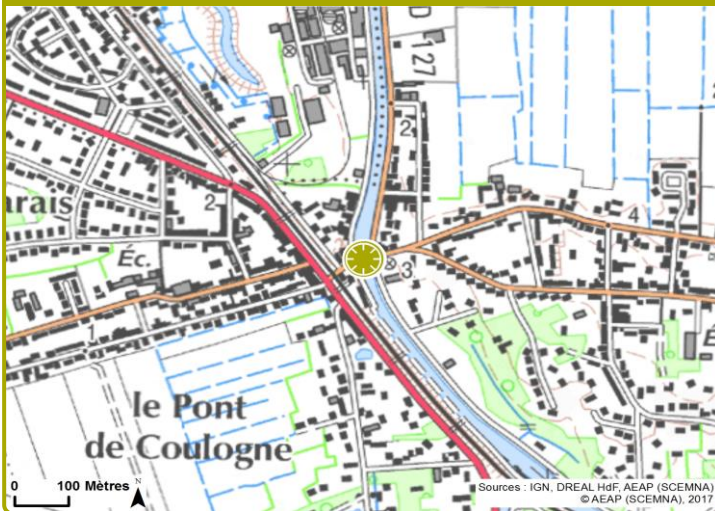 127
2
arais
2
4
Éc.
3
1
le Pont
de Coulogne
0 100 Mètres
N
Sources : IGN, DREAL HdF, AEAP (SCEMNA)
© AEAP (SCEMNA), 2017